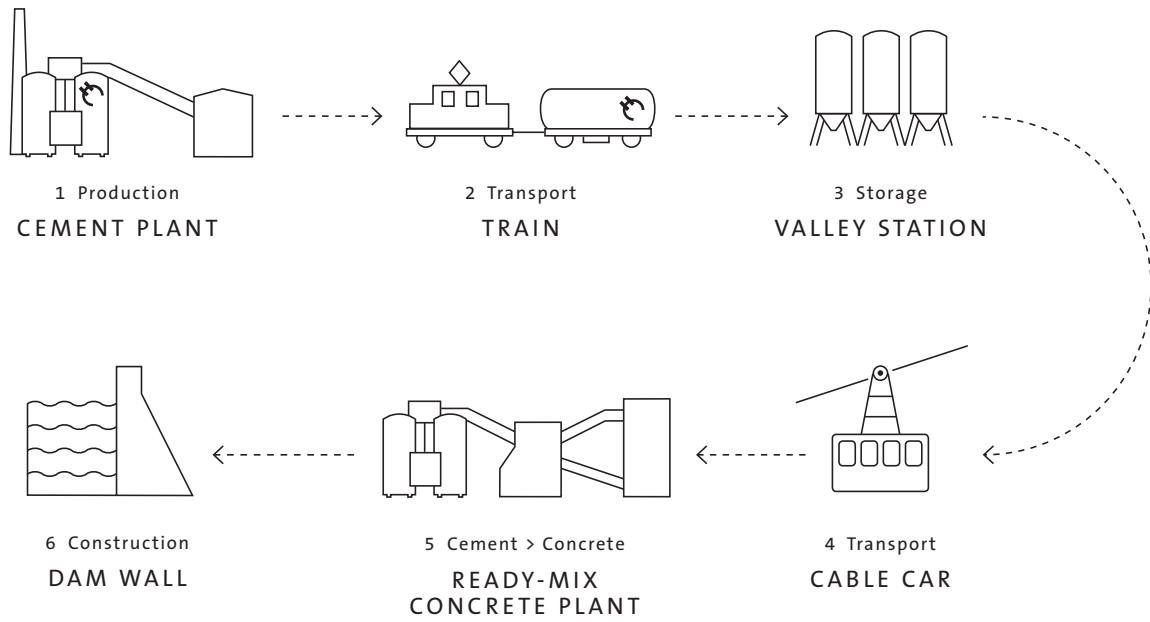 1 Production
CEMENT PLANT
2 Transport
TRAIN
3 Storage
VALLEY STATION
4 Transport
CABLE CAR
5 Cement > Concrete
READY-MIX
CONCRETE PLANT
6 Construction
DAM WALL